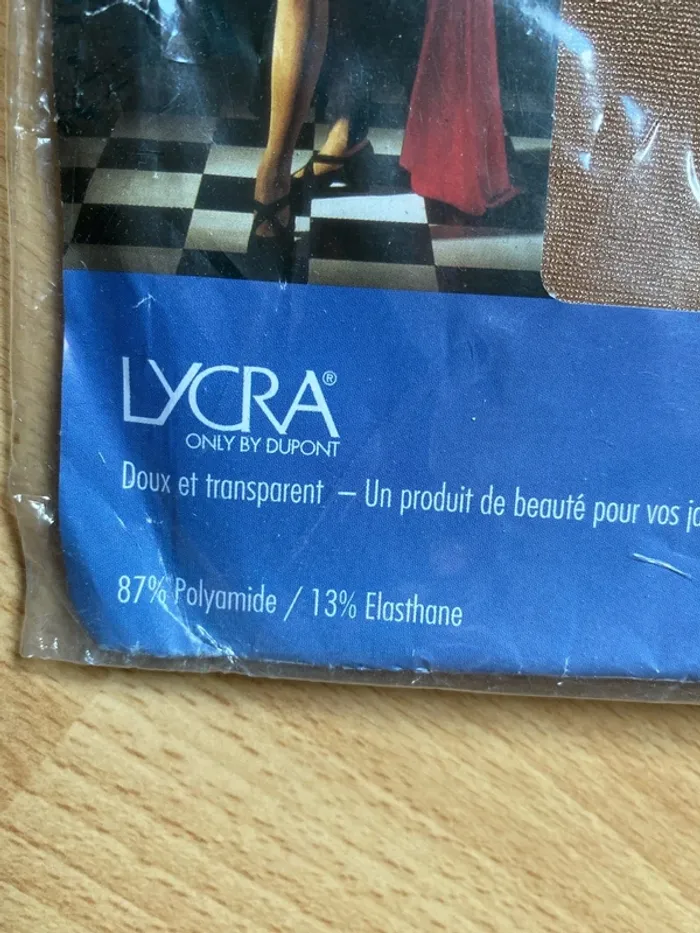 LYCRA®
ONLY BY DUPONT
Doux et transparent – Un produit de beauté pour vos
87% Polyamide / 13% Elasthane